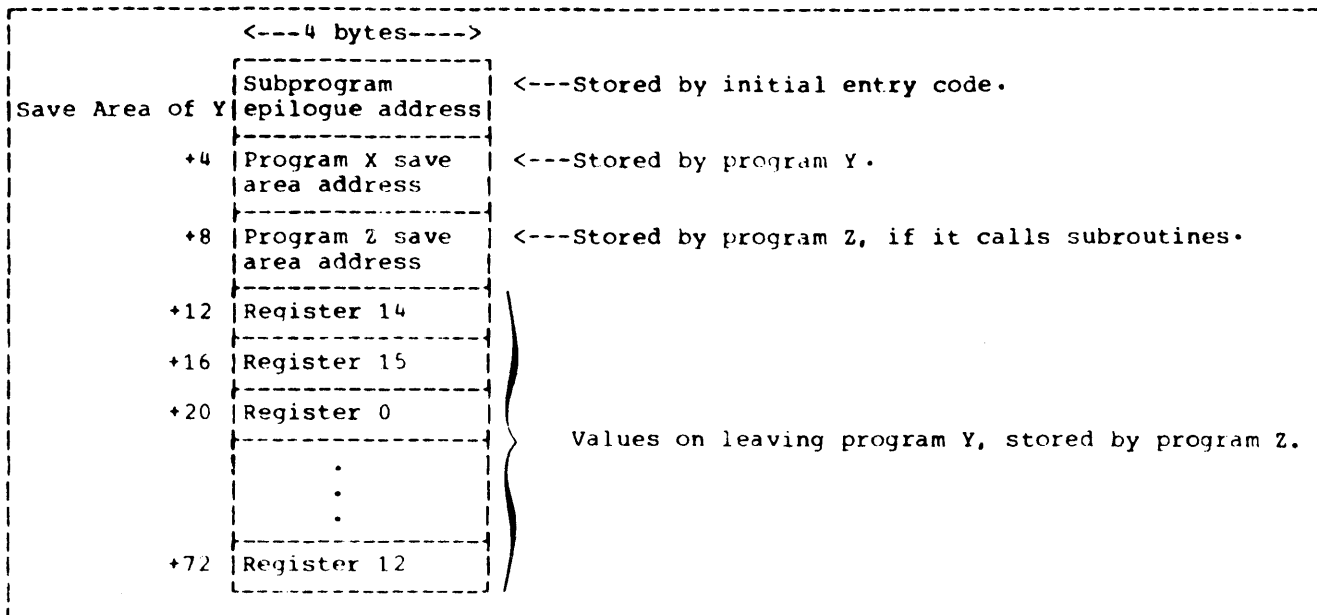 <---4 bytes---->
Subprogram <---Stored by initial entry code.
Save Area of Y epilogue address
+4 Program X save <---Stored by program Y.
area address
+8 Program Z save <---Stored by program Z, if it calls subroutines.
area address
+12 Register 14
+16 Register 15
+20 Register 0
Values on leaving program Y, stored by program Z.
.
.
.
+72 Register 12